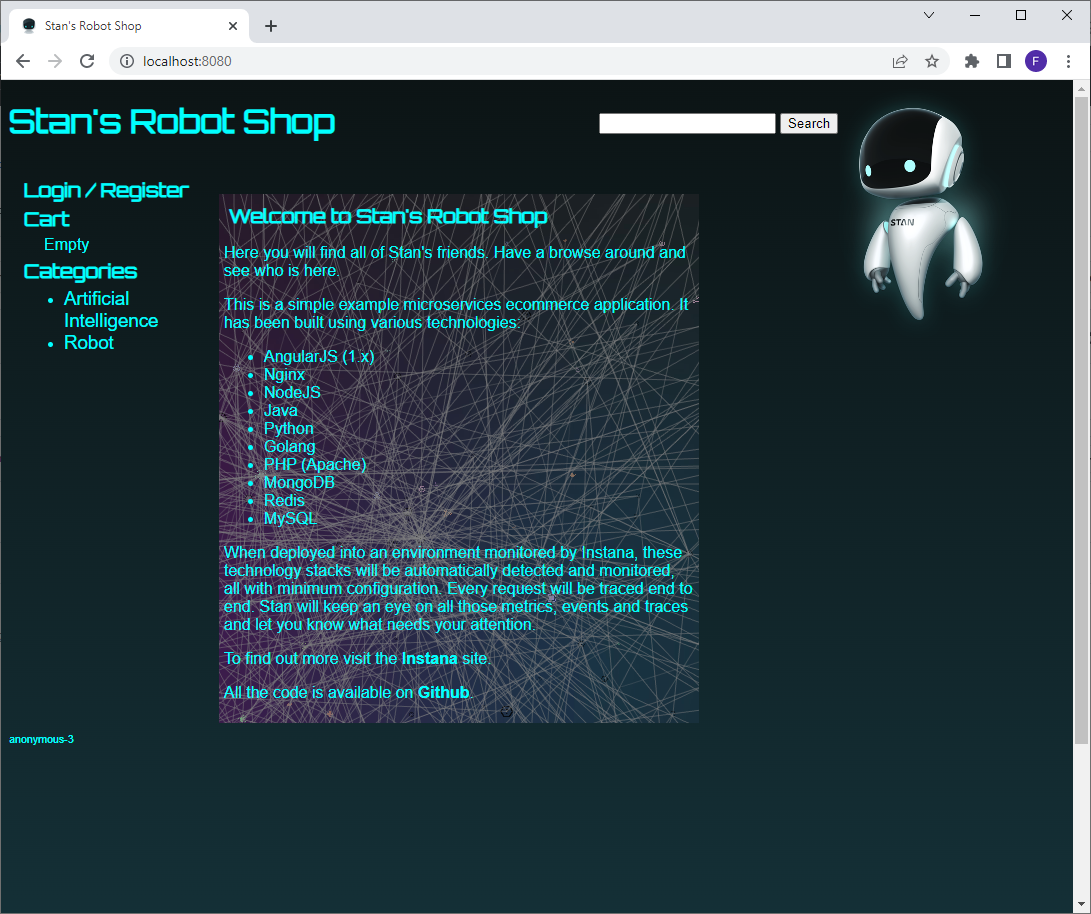 Stan's Robot Shop
localhost:8080
F
Stan's Robot Shop
Search
STAN
Login / Register
Cart
Empty
Categories
Artificial
Intelligence
Robot
Welcome to Stan's Robot Shop
Here you will find all of Stan's friends. Have a browse around and
see who is here.
This is a simple example microservices ecommerce application. It
has been built using various technologies:
AngularJS (1.x)
Nginx
NodeJS
Java
Python
Golang
PHP (Apache)
MongoDB
Redis
MySQL
When deployed into an environment monitored by Instana, these
technology stacks will be automatically detected and monitored,
all with minimum configuration. Every request will be traced end to
end. Stan will keep an eye on all those metrics, events and traces
and let you know what needs your attention.
To find out more visit the Instana site.
All the code is available on Github.
anonymous-3